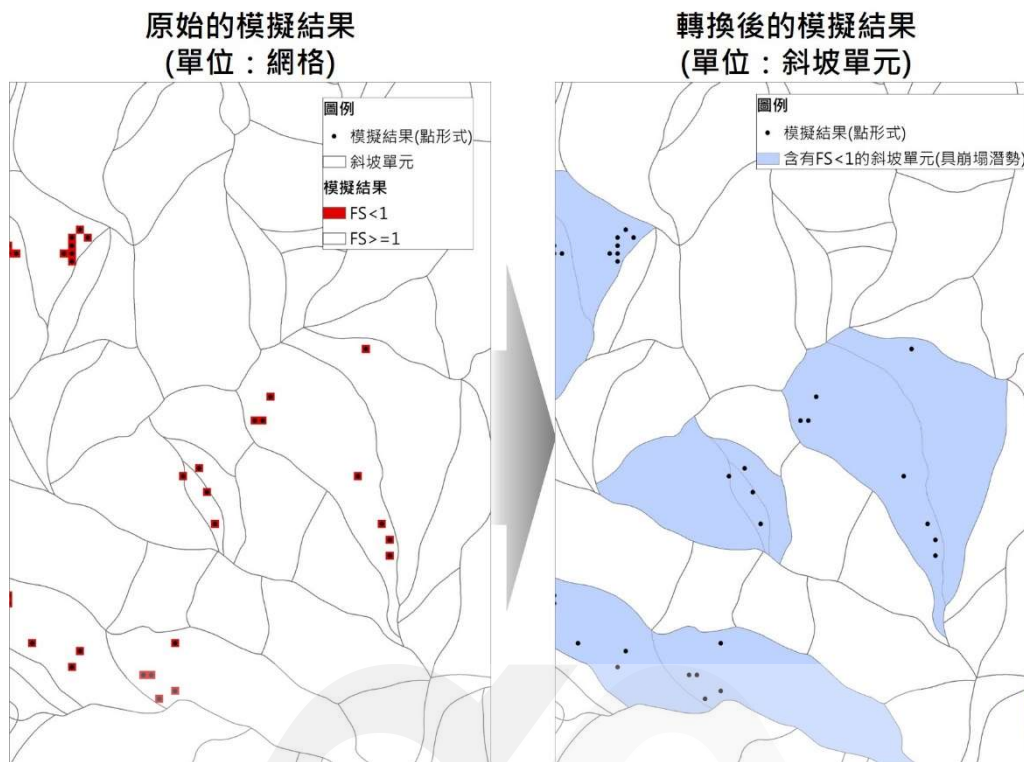 原始的模擬結果
(單位：網格)
圖例
模擬結果(點形式)
斜坡單元
模擬結果
FS<1
FS>=1
轉換後的模擬結果
(單位：斜坡單元)
圖例
模擬結果(點形式)
含有FS<1的斜坡單元(具崩塌潛勢)